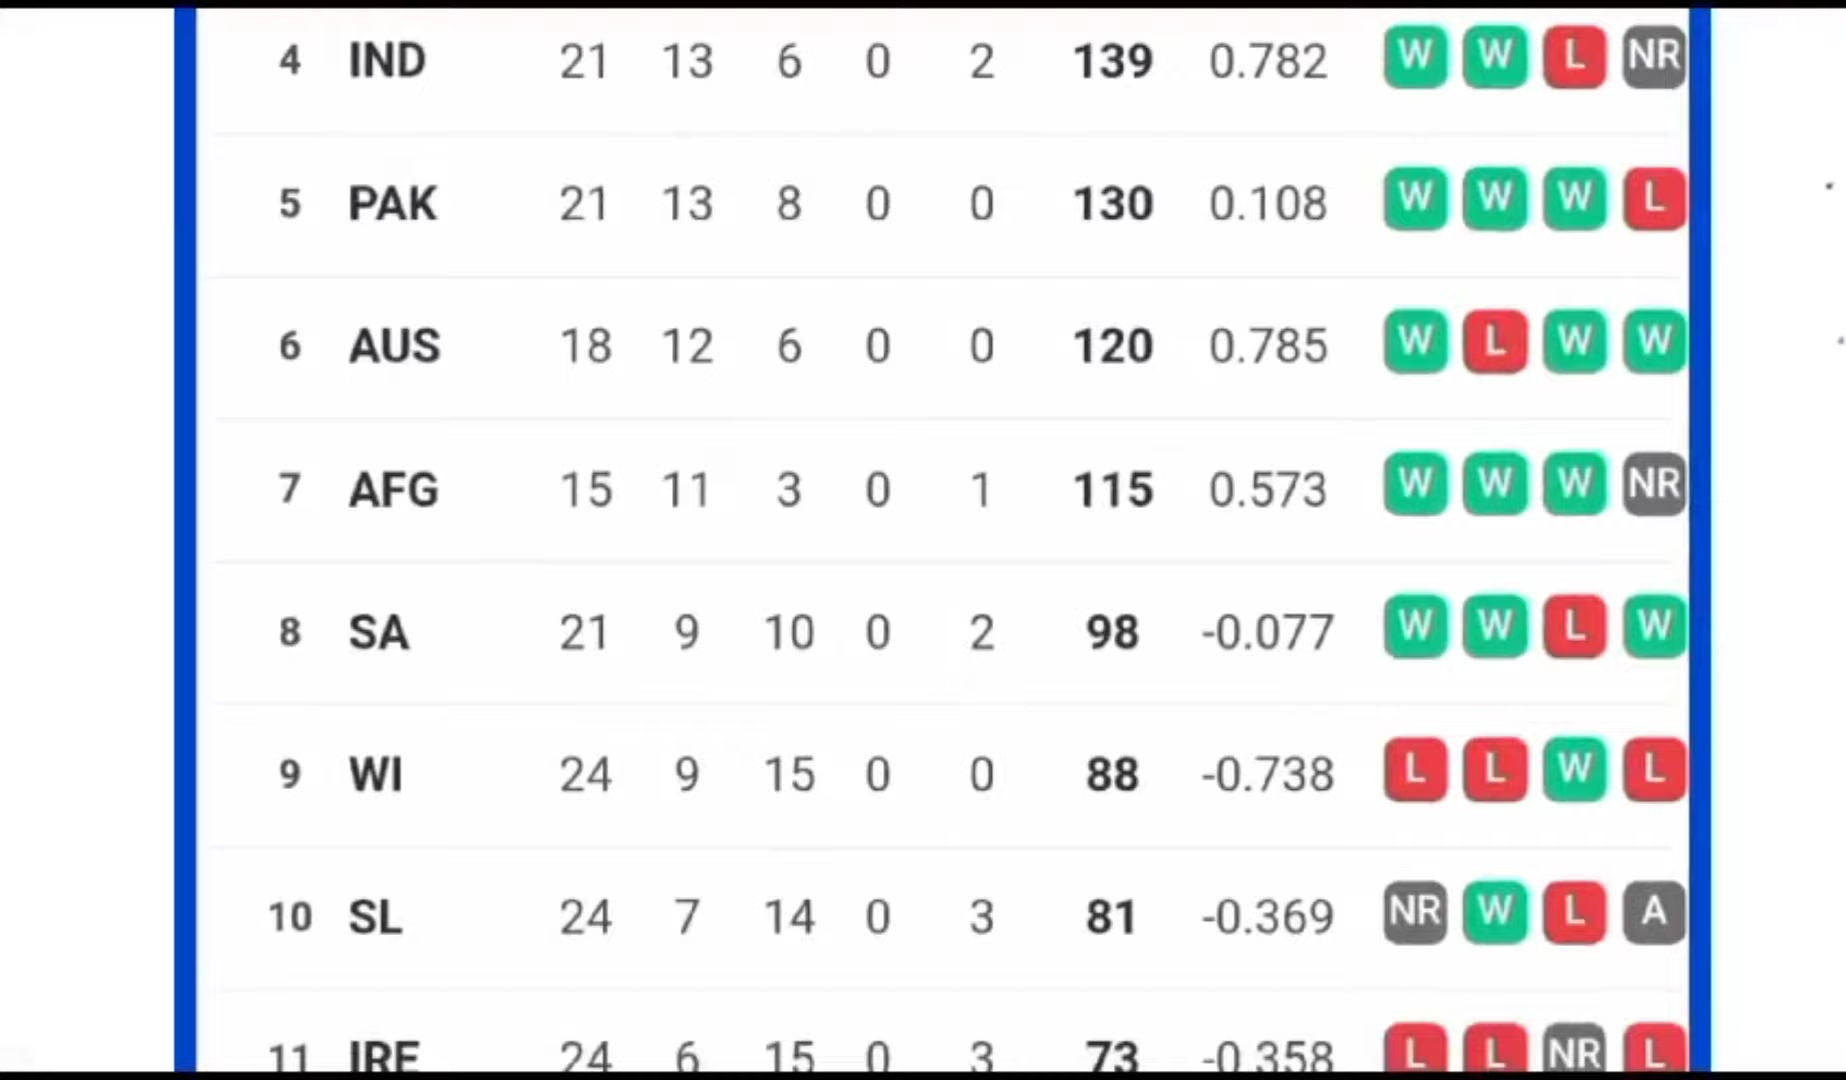 4 IND 21 13 6 0 2 139 0.782 W W L NR
5 PAK 21 13 8 0 0 130 0.108 W W W L
6 AUS 18 12 6 0 0 120 0.785 W L W W
7 AFG 15 11 3 0 1 115 0.573 W W W NR
8 SA 21 9 10 0 2 98 -0.077 W W L W
9 WI 24 9 15 0 0 88 -0.738 L L W L
10 SL 24 7 14 0 3 81 -0.369 NR W L A
11 IRE 24 6 15 0 3 73 -0.358 L L NR L